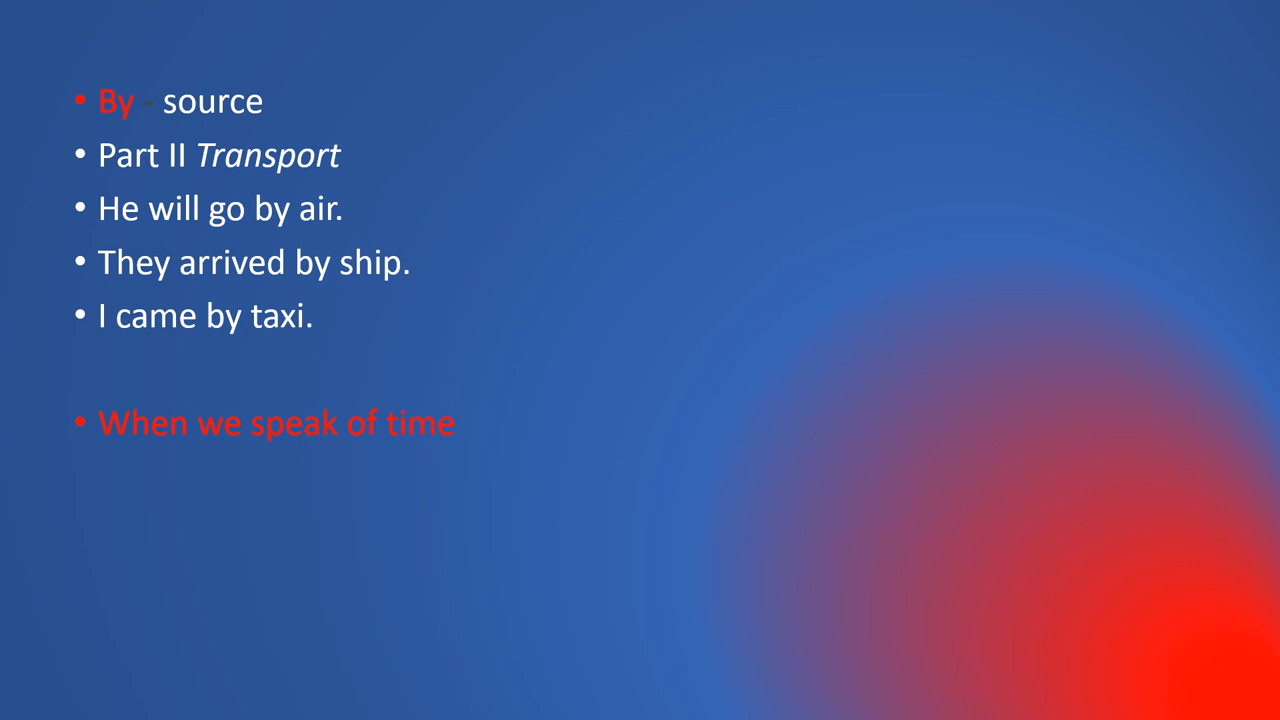 • By - source
• Part II Transport
• He will go by air.
• They arrived by ship.
• I came by taxi.
• When we speak of time